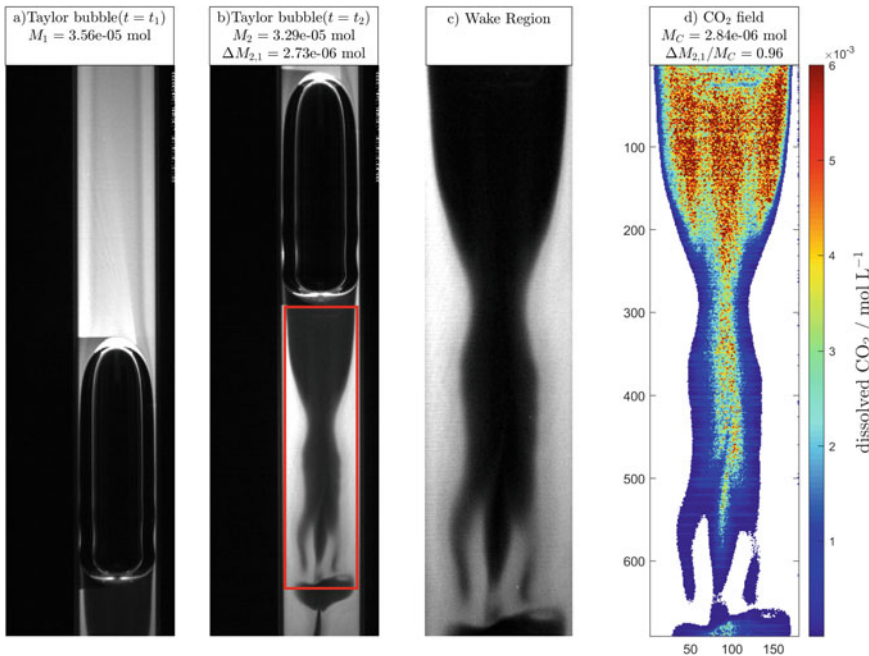 a)Taylor bubble(t = t₁)
M₁ = 3.56e-05 mol
b)Taylor bubble(t = t₂)
M₂ = 3.29e-05 mol
ΔM₂,₁ = 2.73e-06 mol
c) Wake Region
d) CO₂ field
M_C = 2.84e-06 mol
ΔM₂,₁/M_C = 0.96
100
200
300
400
500
600
50 100 150
×10⁻³
6
5
4
3
2
1
dissolved CO₂ / mol L⁻¹